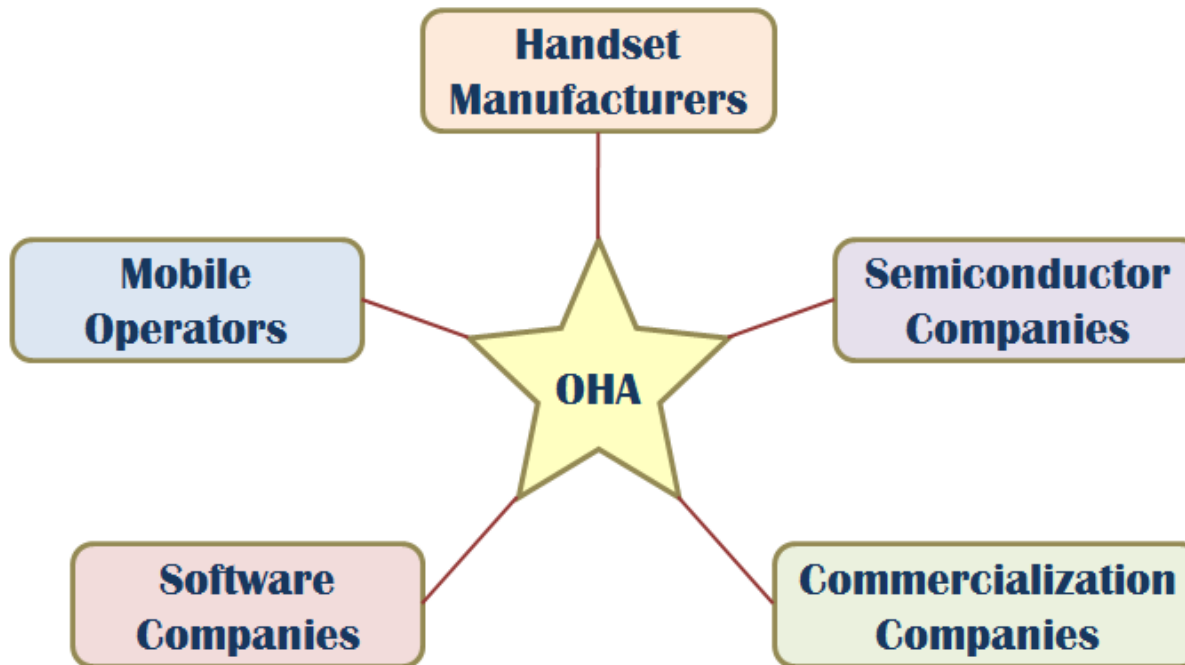 Handset
Manufacturers
Mobile
Operators
Semiconductor
Companies
OHA
Software
Companies
Commercialization
Companies